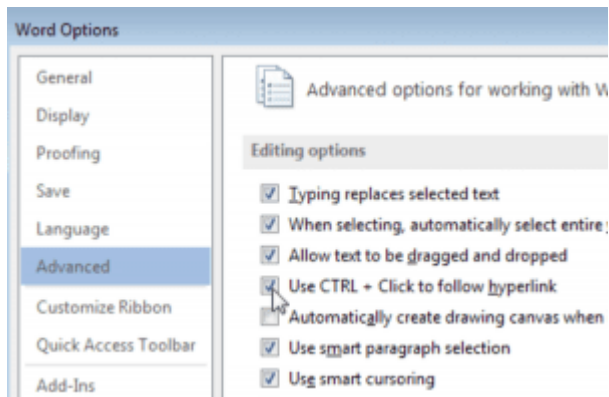 Word Options
General
Display
Proofing
Save
Language
Advanced
Customize Ribbon
Quick Access Toolbar
Add-Ins
Advanced options for working with
Editing options
Typing replaces selected text
When selecting, automatically select entire
Allow text to be dragged and dropped
Use CTRL + Click to follow hyperlink
Automatically create drawing canvas when
Use smart paragraph selection
Use smart cursoring